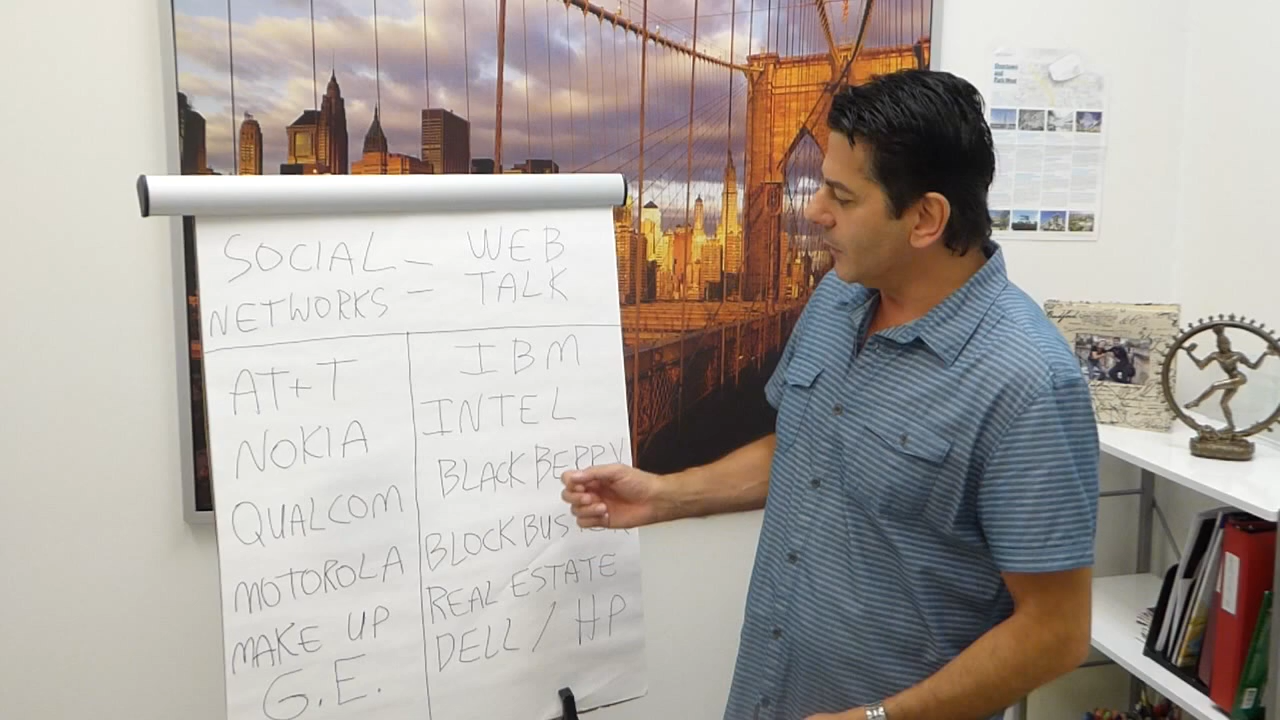 SOCIAL - WEB
NETWORKS - TALK
AT+T
NOKIA
QUALCOM
MOTOROLA
MAKE UP
G.E.
IBM
INTEL
BLACKBERRY
REAL ESTATE
DELL / HP